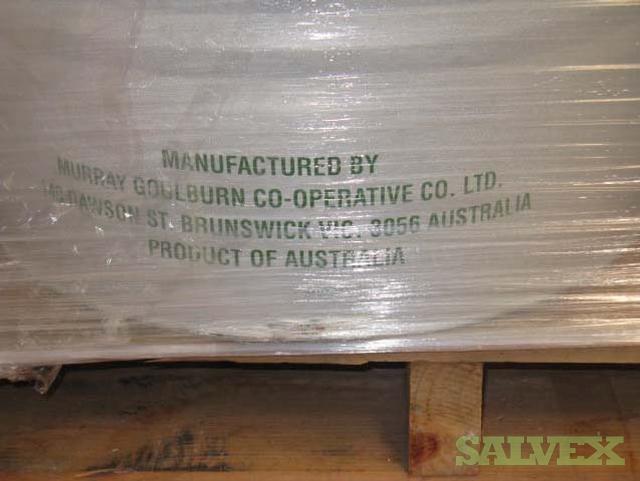 MANUFACTURED BY
MURRAY GOULBURN CO-OPERATIVE CO. LTD.
DAWSON ST. BRUNSWICK VIC. 3056 AUSTRALIA
PRODUCT OF AUSTRALIA
SALVEX